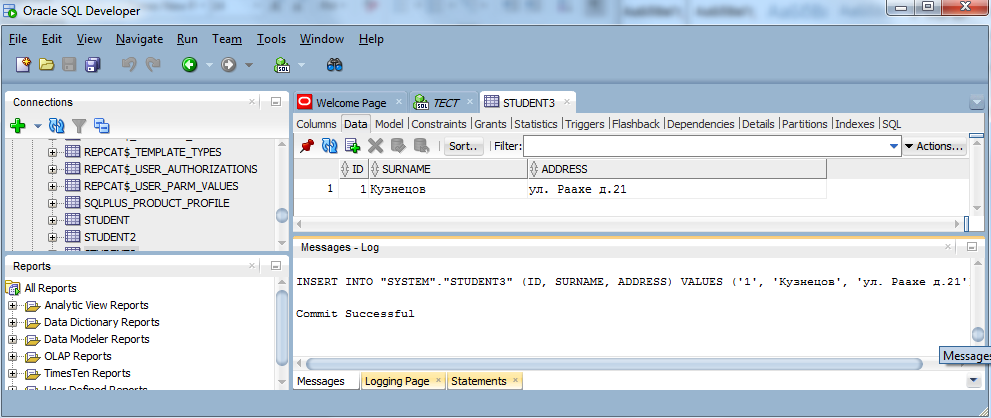 Oracle SQL Developer
File Edit View Navigate Run Team Tools Window Help
SQL
Connections
REPCAT$_TEMPLATE_TYPES
REPCAT$_USER_AUTHORIZATIONS
REPCAT$_USER_PARM_VALUES
SQLPLUS_PRODUCT_PROFILE
STUDENT
STUDENT2
Reports
All Reports
Analytic View Reports
Data Dictionary Reports
Data Modeler Reports
OLAP Reports
TimesTen Reports
User Defined Reports
Welcome Page SQL ТЕСТ STUDENT3
Columns Data Model Constraints Grants Statistics Triggers Flashback Dependencies Details Partitions Indexes SQL
Sort.. Filter: Actions...
ID SURNAME ADDRESS
1 1 Кузнецов ул. Раахе д.21
Messages - Log
INSERT INTO "SYSTEM"."STUDENT3" (ID, SURNAME, ADDRESS) VALUES ('1', 'Кузнецов', 'ул. Раахе д.21'
Commit Successful
Messages
Messages Logging Page Statements